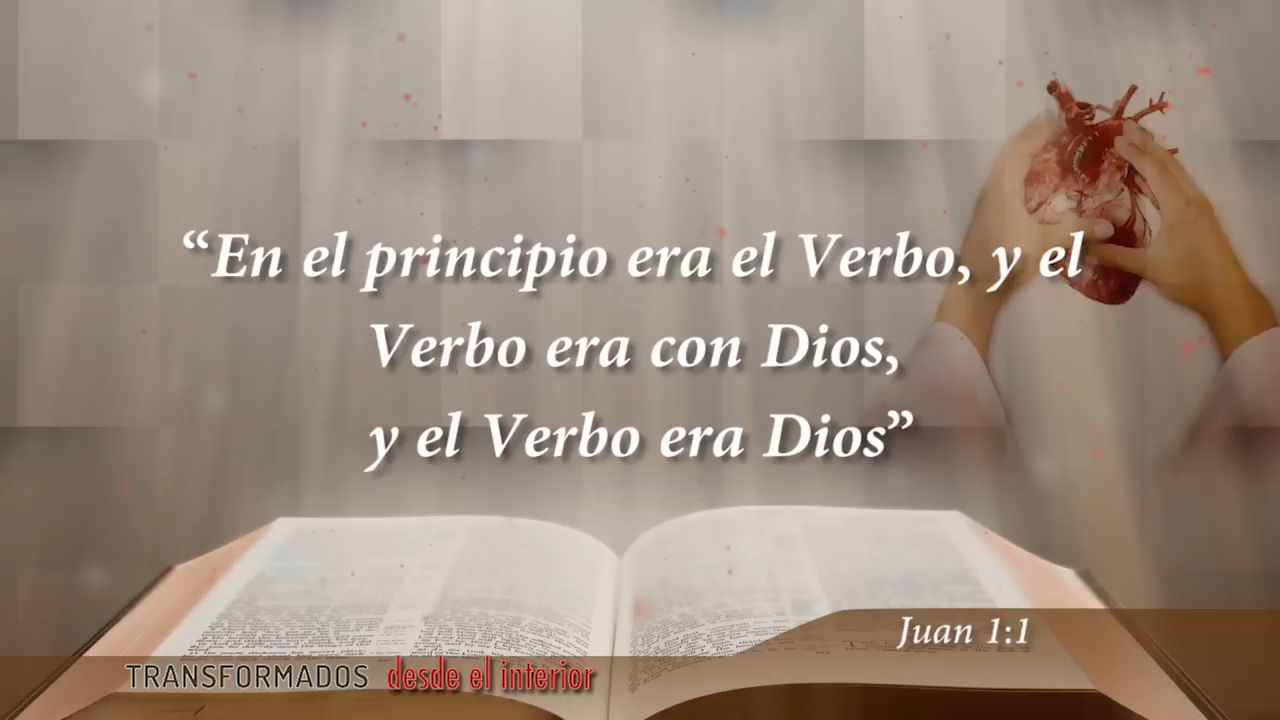 “En el principio era el Verbo, y el
Verbo era con Dios,
y el Verbo era Dios”
Juan 1:1
TRANSFORMADOS desde el interior